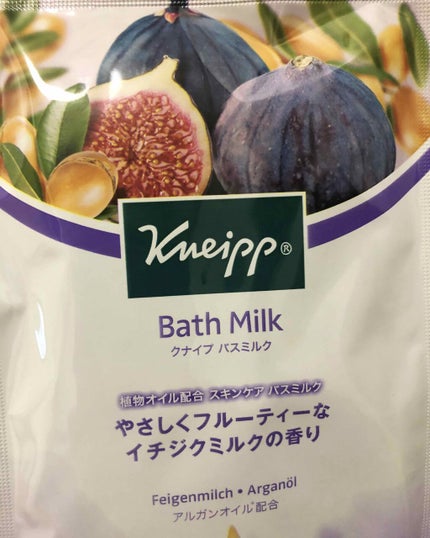 Kneipp®
Bath Milk
クナイプ バスミルク
植物オイル配合 スキンケア バスミルク
やさしくフルーティーな
イチジクミルクの香り
Feigenmilch • Arganöl
アルガンオイル*配合